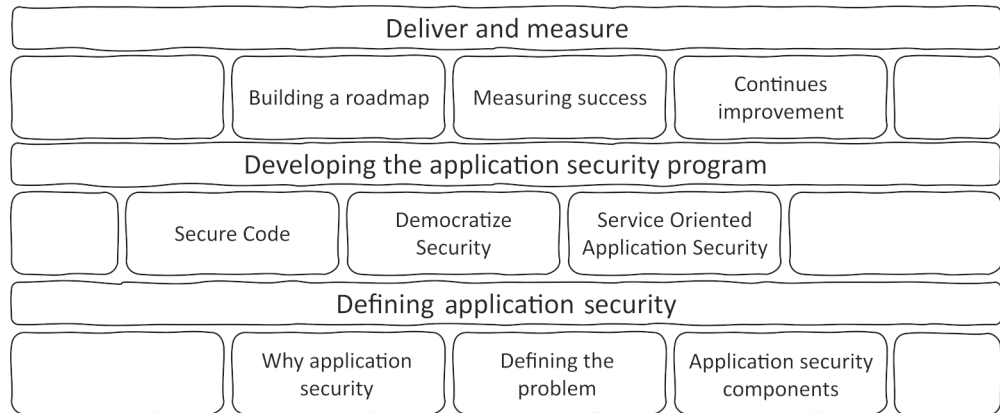 Deliver and measure
Building a roadmap
Measuring success
Continues
improvement
Developing the application security program
Secure Code
Democratize
Security
Service Oriented
Application Security
Defining application security
Why application
security
Defining the
problem
Application security
components